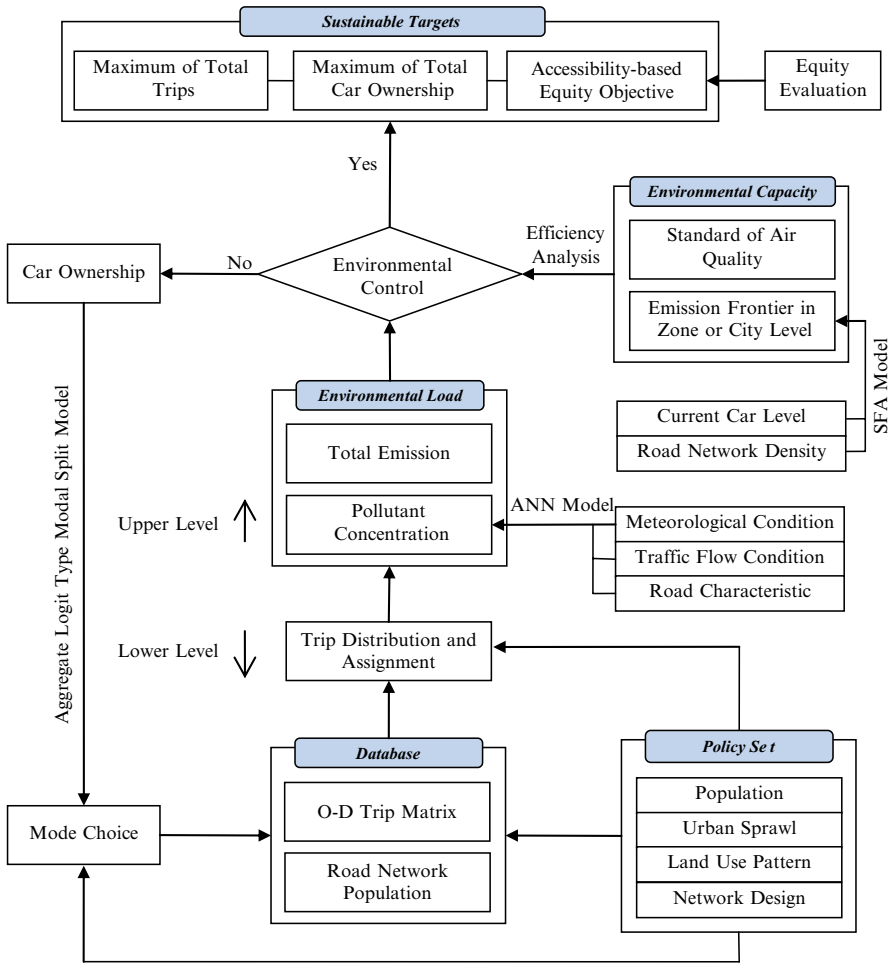 Sustainable Targets
Maximum of Total
Trips
Maximum of Total
Car Ownership
Accessibility-based
Equity Objective
Equity
Evaluation
Yes
Environmental Capacity
Standard of Air
Quality
Emission Frontier in
Zone or City Level
Efficiency
Analysis
Environmental
Control
No
Car Ownership
SFA Model
Current Car Level
Road Network Density
Environmental Load
Total Emission
Pollutant
Concentration
ANN Model
Meteorological Condition
Traffic Flow Condition
Road Characteristic
Upper Level
Lower Level
Aggregate Logit Type Modal Split Model
Trip Distribution and
Assignment
Database
O-D Trip Matrix
Road Network
Population
Mode Choice
Policy Set
Population
Urban Sprawl
Land Use Pattern
Network Design